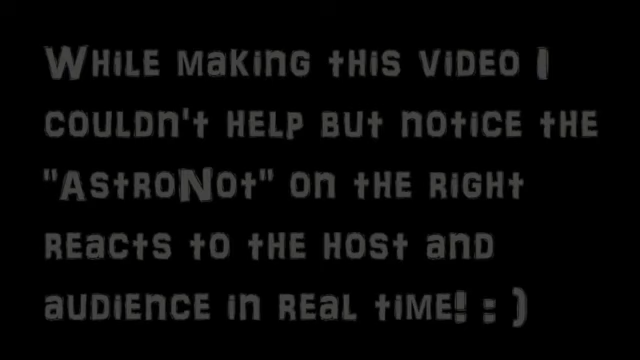 While making this video I
couldn't help but notice the
"AstroNot" on the right
reacts to the host and
audience in real time! : )